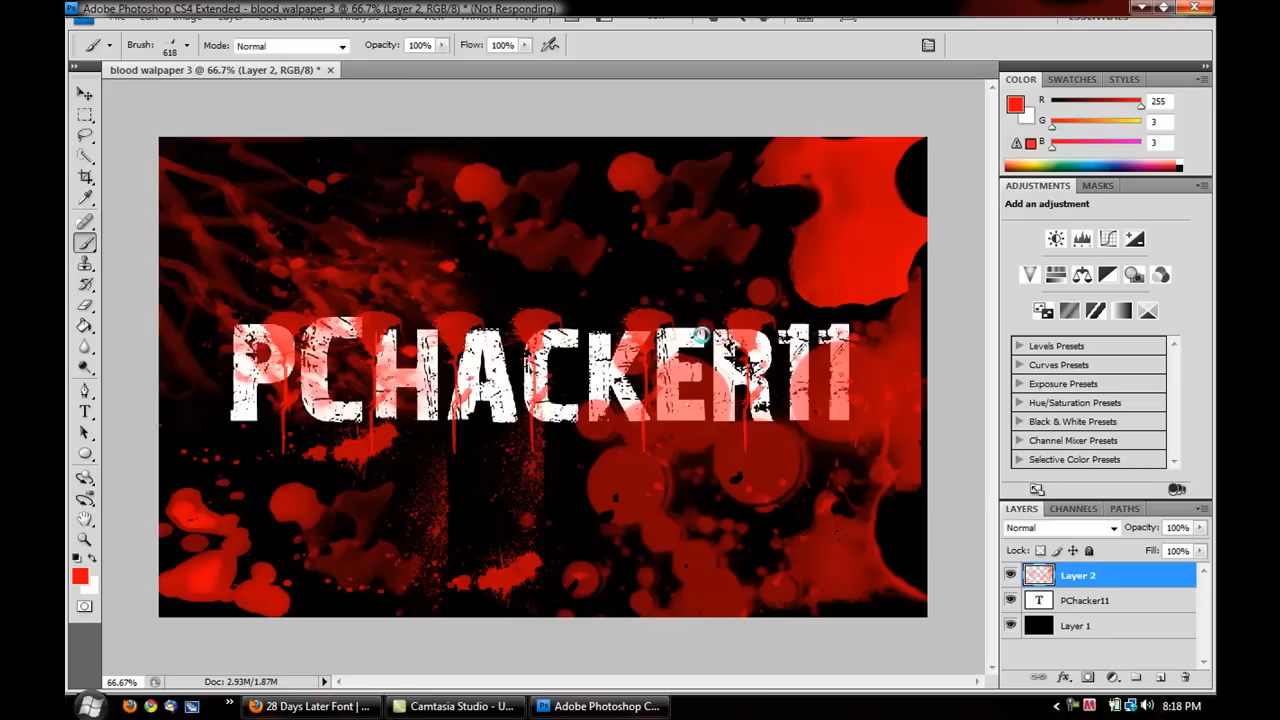 Adobe Photoshop CS4 Extended - blood walpaper 3 @ 66.7% (Layer 2, RGB/8) * (Not Responding)
Brush: 618 Mode: Normal Opacity: 100% Flow: 100%
blood walpaper 3 @ 66.7% (Layer 2, RGB/8) * ×
COLOR SWATCHES STYLES
R 255
G 3
B 3
ADJUSTMENTS MASKS
Add an adjustment
PCHACKER11
Levels Presets
Curves Presets
Exposure Presets
Hue/Saturation Presets
Black & White Presets
Channel Mixer Presets
Selective Color Presets
LAYERS CHANNELS PATHS
Normal Opacity: 100%
Lock: Fill: 100%
Layer 2
T PChacker11
Layer 1
66.67% Doc: 2.93M/1.87M
28 Days Later Font | ... Camtasia Studio - U... Adobe Photoshop C... 8:18 PM